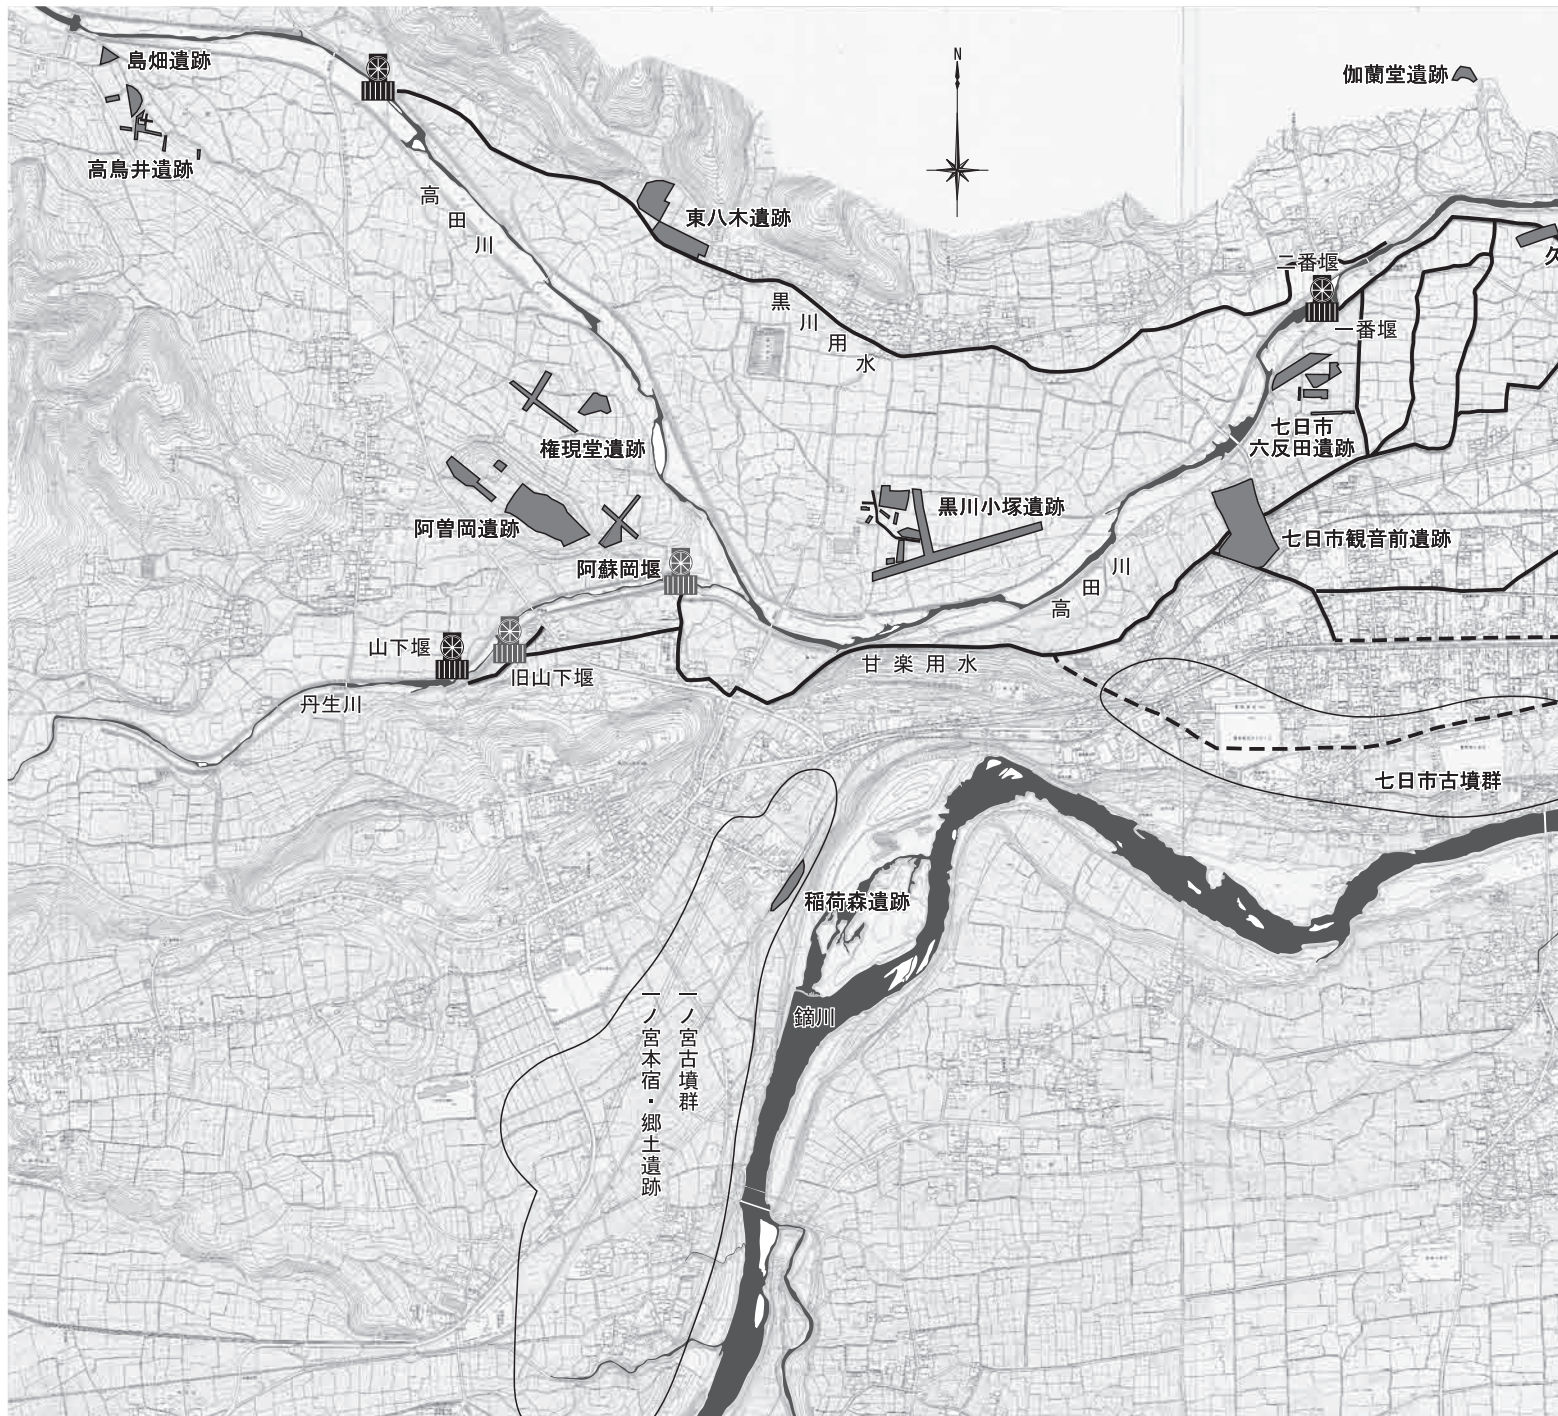 島畑遺跡
高鳥井遺跡
高田川
東八木遺跡
N
伽蘭堂遺跡
久
二番堰
一番堰
黒川用水
七日市
六反田遺跡
権現堂遺跡
阿曽岡遺跡
黒川小塚遺跡
七日市観音前遺跡
阿蘇岡堰
高田川
山下堰
旧山下堰
甘楽用水
丹生川
七日市古墳群
稲荷森遺跡
鏑川
一ノ宮古墳群
一ノ宮本宿・郷土遺跡